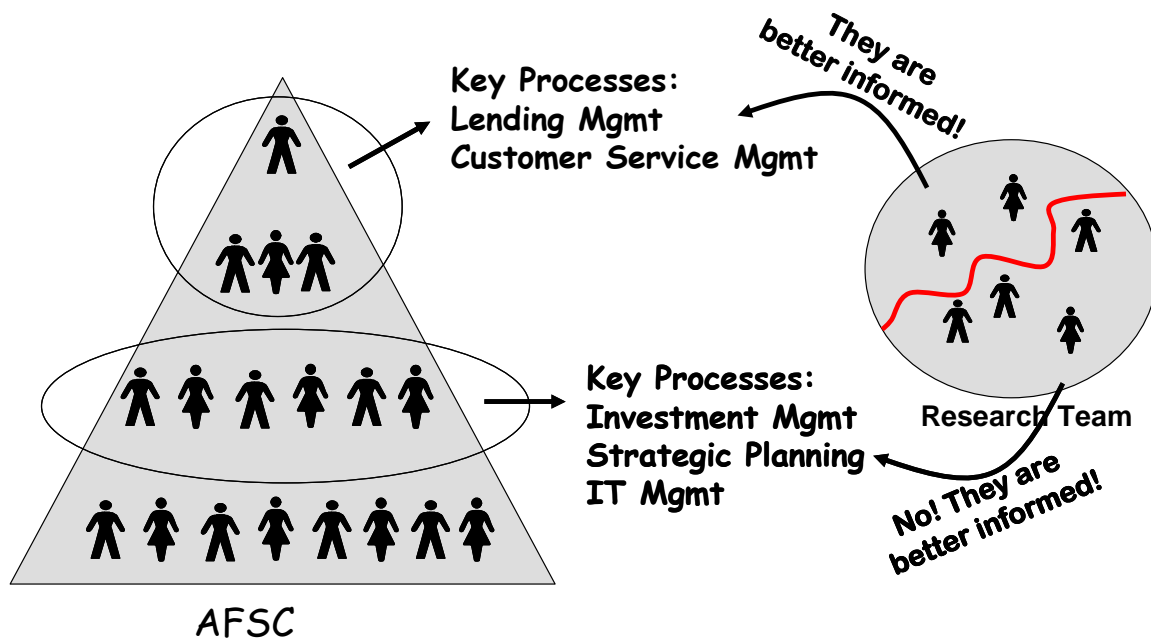 Key Processes:
Lending Mgmt
Customer Service Mgmt
They are
better informed!
Key Processes:
Investment Mgmt
Strategic Planning
IT Mgmt
Research Team
No! They are
better informed!
AFSC